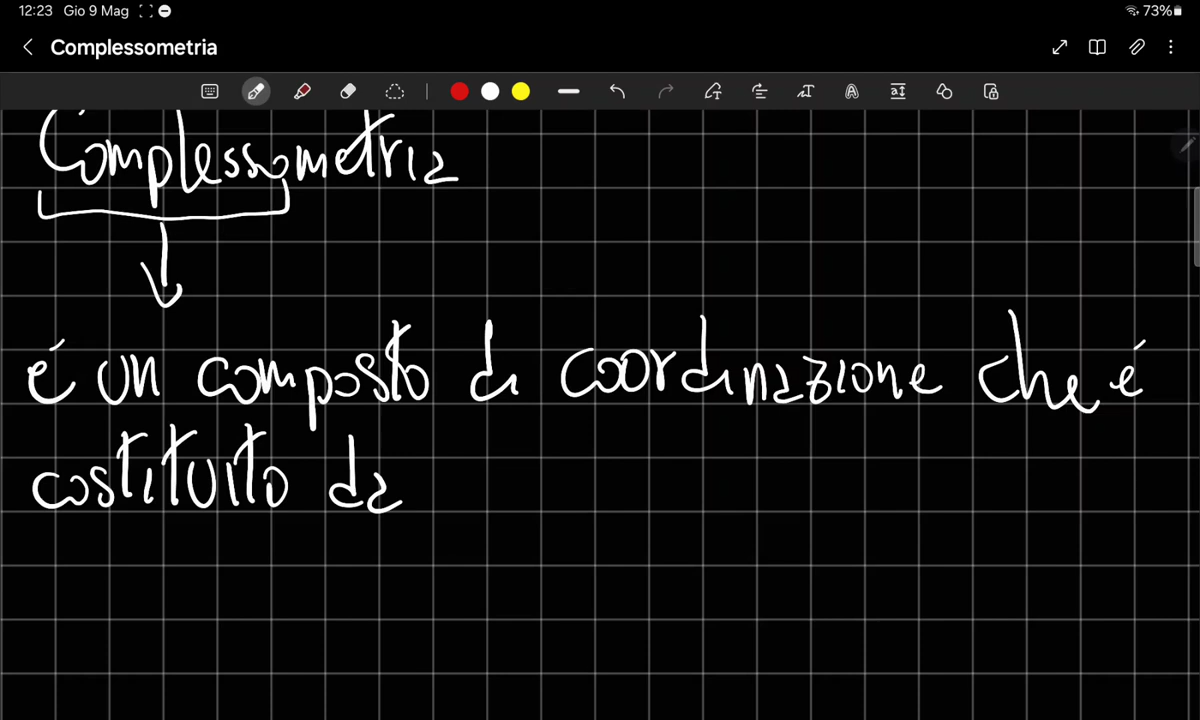 12:23 Gio 9 Mag 73%
Complessometria
Complessometria
é un composto di coordinazione che é
costituito da